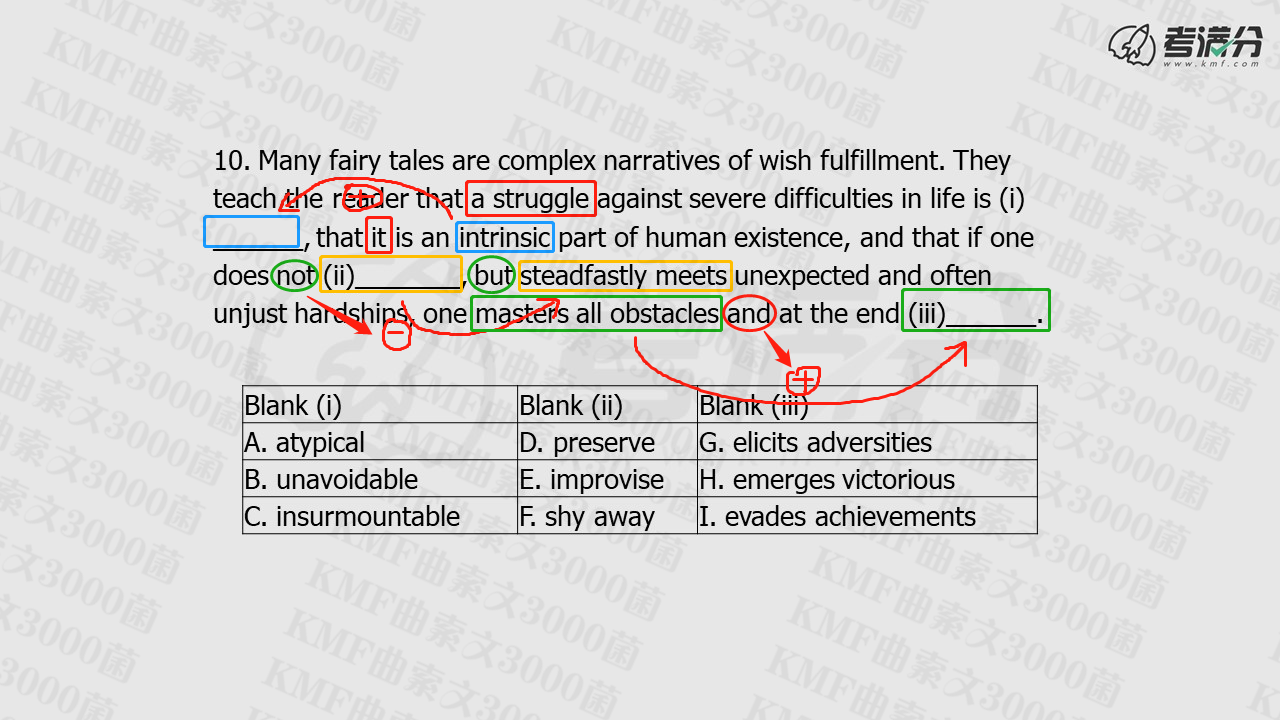 考满分
www.kmf.com
10. Many fairy tales are complex narratives of wish fulfillment. They
teach the reader that a struggle against severe difficulties in life is (i)
_______, that it is an intrinsic part of human existence, and that if one
does not (ii)________, but steadfastly meets unexpected and often
unjust hardships, one masters all obstacles and at the end (iii)_______.
Blank (i) Blank (ii) Blank (iii)
A. atypical D. preserve G. elicits adversities
B. unavoidable E. improvise H. emerges victorious
C. insurmountable F. shy away I. evades achievements
KMF曲索文3000菌